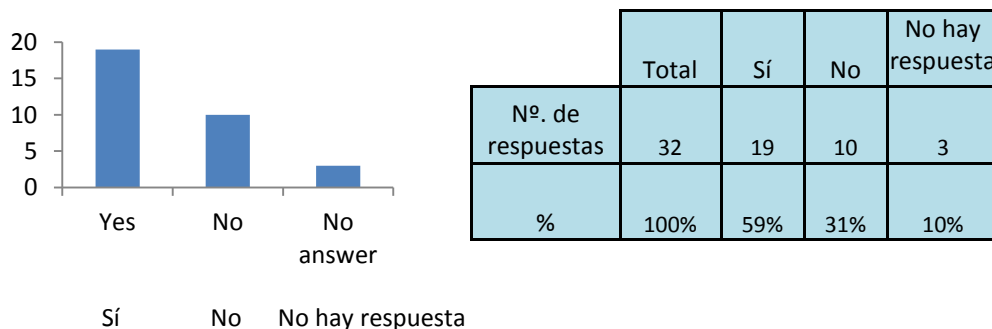 20
15
10
5
0
Yes No No
answer
Sí No No hay respuesta
No hay
Total Sí No respuesta
Nº. de
respuestas 32 19 10 3
% 100% 59% 31% 10%